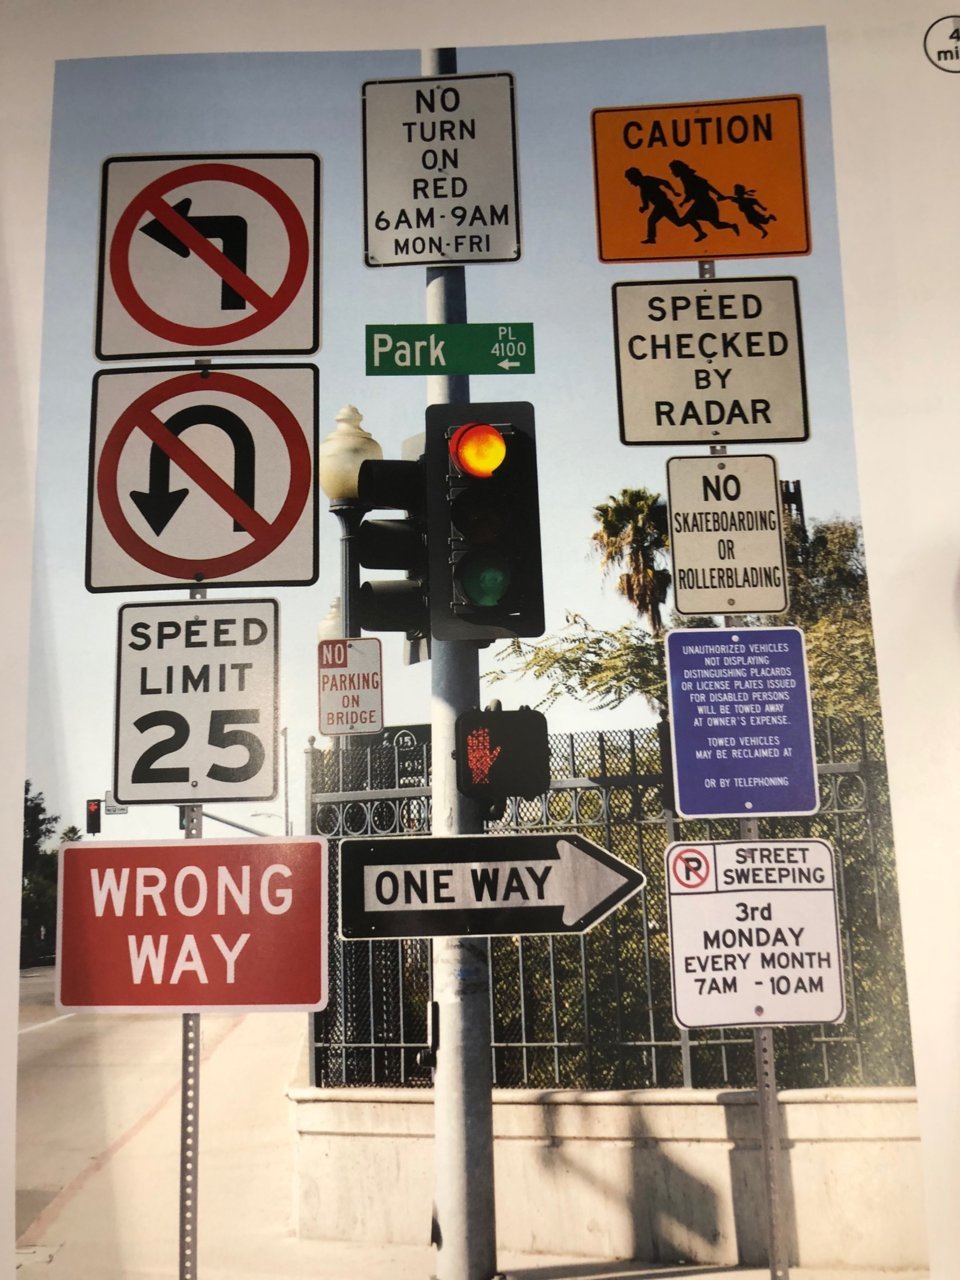 4
mi
NO
TURN
ON
RED
6AM-9AM
MON-FRI
CAUTION
Park PL
4100
SPEED
CHECKED
BY
RADAR
NO
SKATEBOARDING
OR
ROLLERBLADING
SPEED
LIMIT
25
NO
PARKING
ON
BRIDGE
UNAUTHORIZED VEHICLES
NOT DISPLAYING
DISTINGUISHING PLACARDS
OR LICENSE PLATES ISSUED
FOR DISABLED PERSONS
WILL BE TOWED AWAY
AT OWNER'S EXPENSE.
TOWED VEHICLES
MAY BE RECLAIMED AT
OR BY TELEPHONING
15
WRONG
WAY
ONE WAY
P STREET
SWEEPING
3rd
MONDAY
EVERY MONTH
7AM - 10AM